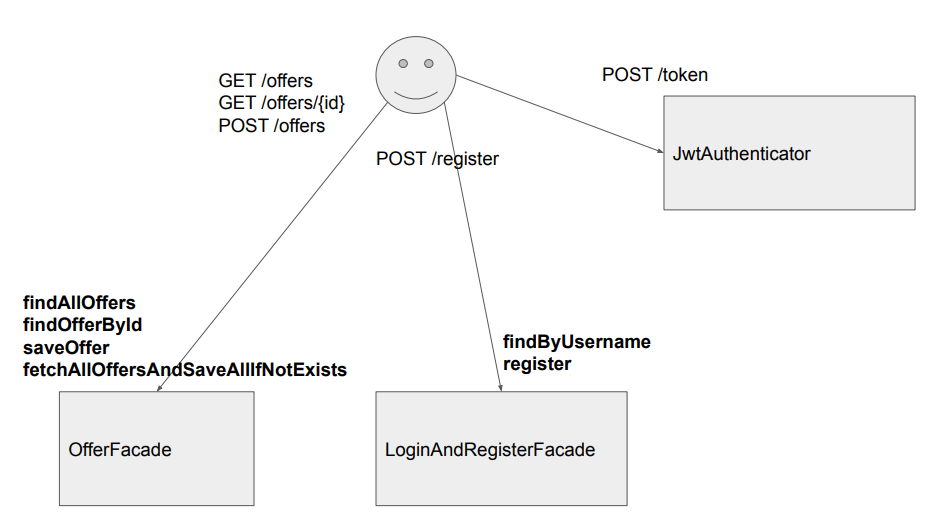 GET /offers
GET /offers/{id}
POST /offers
POST /token
POST /register
JwtAuthenticator
findAllOffers
findOfferById
saveOffer
fetchAllOffersAndSaveAllIfNotExists
findByUsername
register
OfferFacade
LoginAndRegisterFacade